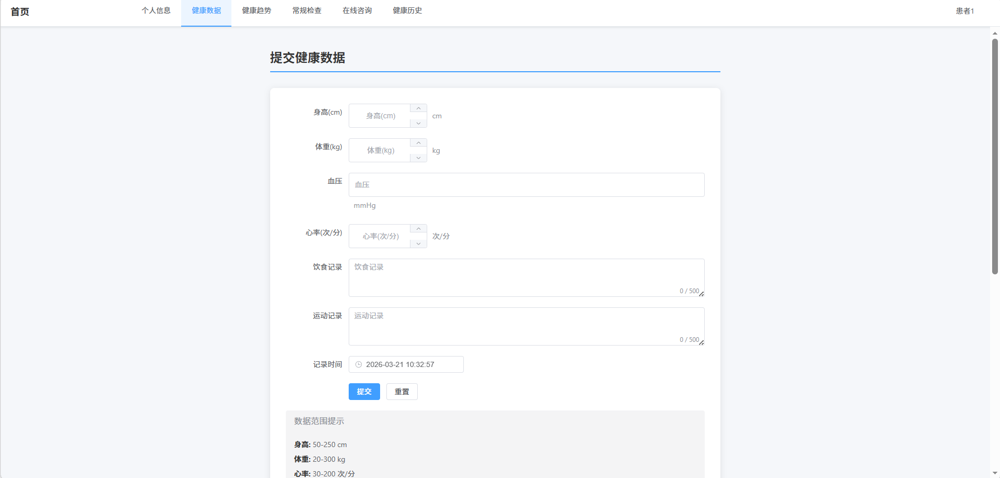 首页 个人信息 健康数据 健康趋势 常规检查 在线咨询 健康历史 患者1
提交健康数据
身高(cm) 身高(cm) cm
体重(kg) 体重(kg) kg
血压 血压
mmHg
心率(次/分) 心率(次/分) 次/分
饮食记录 饮食记录
0 / 500
运动记录 运动记录
0 / 500
记录时间 2026-03-21 10:32:57
提交 重置
数据范围提示
身高: 50-250 cm
体重: 20-300 kg
心率: 30-200 次/分